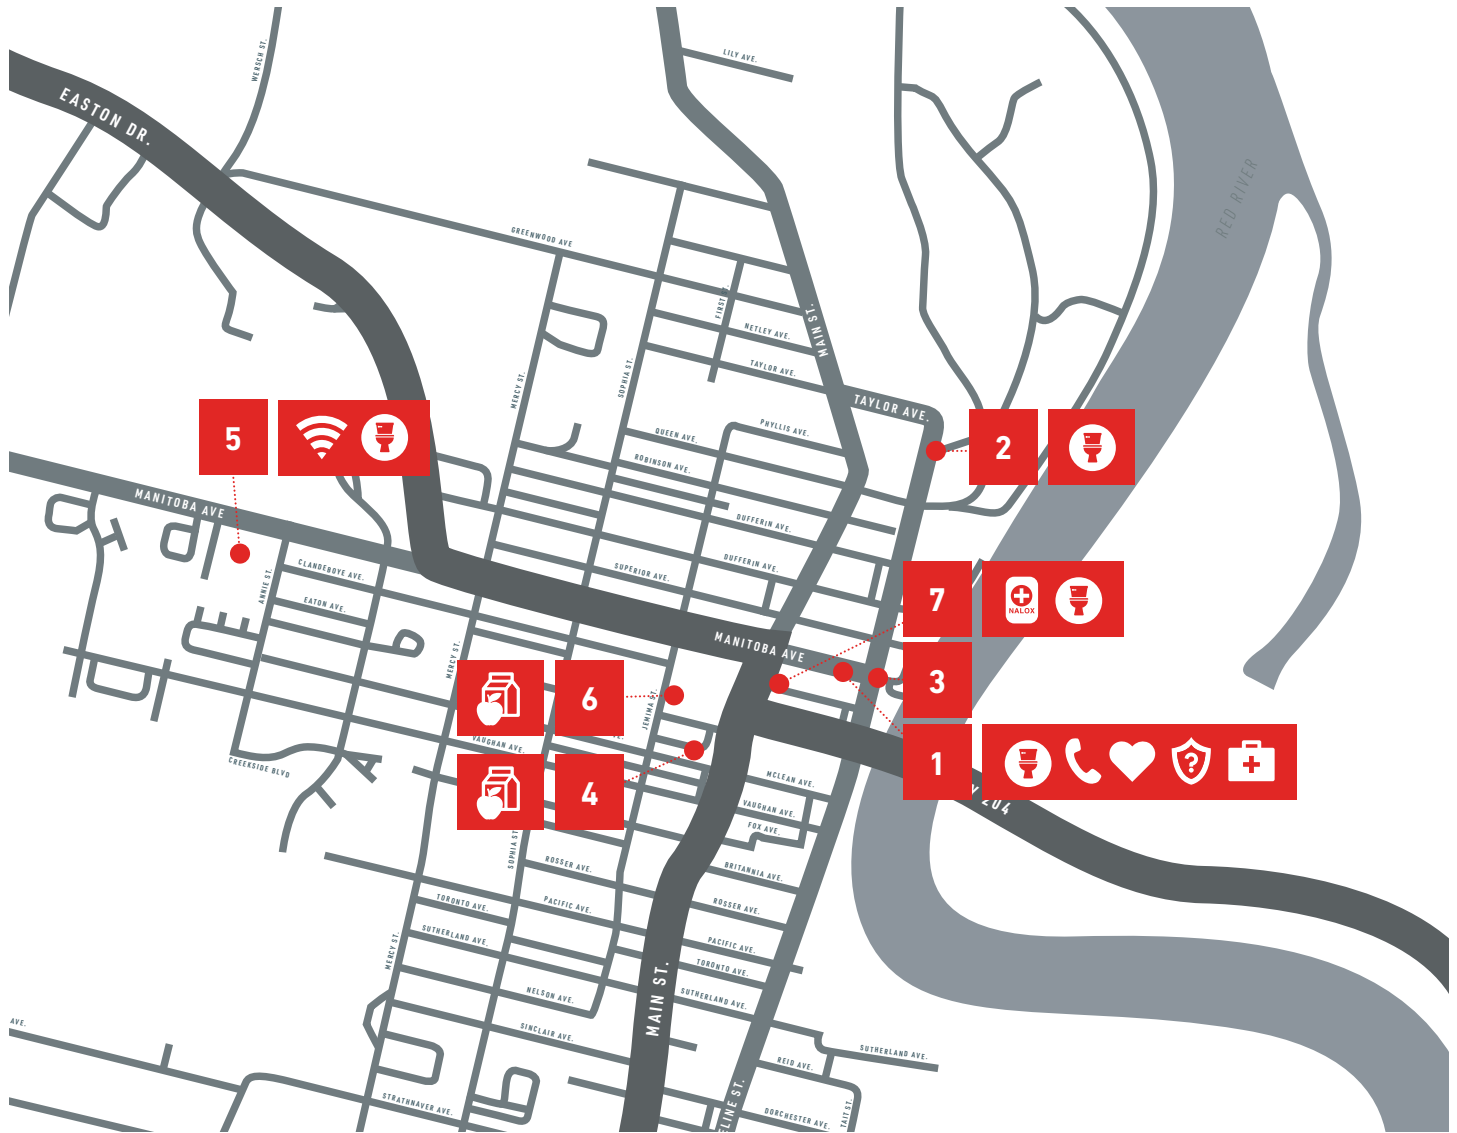 LILY AVE.
WERSCH ST.
EASTON DR.
RED RIVER
GREENWOOD AVE
FIRST ST.
MAIN ST.
NETLEY AVE.
MERCY ST.
SOPHIA ST.
TAYLOR AVE.
TAYLOR AVE.
PHYLLIS AVE.
5
QUEEN AVE.
2
ROBINSON AVE.
MANITOBA AVE
DUFFERIN AVE.
DUFFERIN AVE.
CLANDEBOYE AVE.
SUPERIOR AVE.
ANNIE ST.
EATON AVE.
7
NALOX
MANITOBA AVE
MERCY ST.
3
6
JEMIMA ST.
VAUGHAN AVE.
CREEKSIDE BLVD
1
MCLEAN AVE.
4
204
VAUGHAN AVE.
FOX AVE.
SOPHIA ST.
ROSSER AVE.
BRITANNIA AVE.
TORONTO AVE.
PACIFIC AVE.
ROSSER AVE.
SUTHERLAND AVE.
MERCY ST.
PACIFIC AVE.
TORONTO AVE.
MAIN ST.
NELSON AVE.
SUTHERLAND AVE.
AVE.
SINCLAIR AVE.
SUTHERLAND AVE.
REID AVE.
STRATHNAVER AVE.
ELINE ST.
DORCHESTER AVE.
TAIT ST.